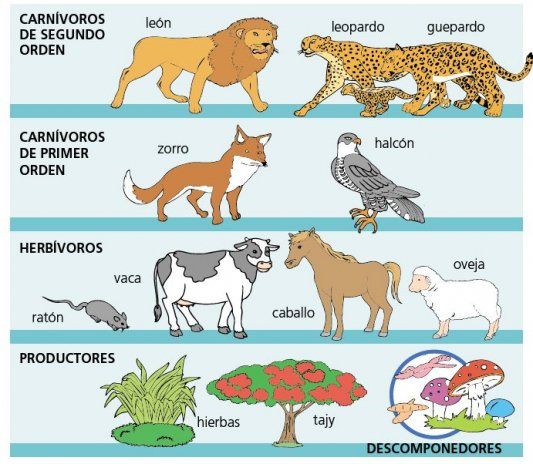 CARNÍVOROS
DE SEGUNDO
ORDEN
león
leopardo
guepardo
CARNÍVOROS
DE PRIMER
ORDEN
zorro
halcón
HERBÍVOROS
ratón
vaca
caballo
oveja
PRODUCTORES
hierbas
tajy
DESCOMPONEDORES